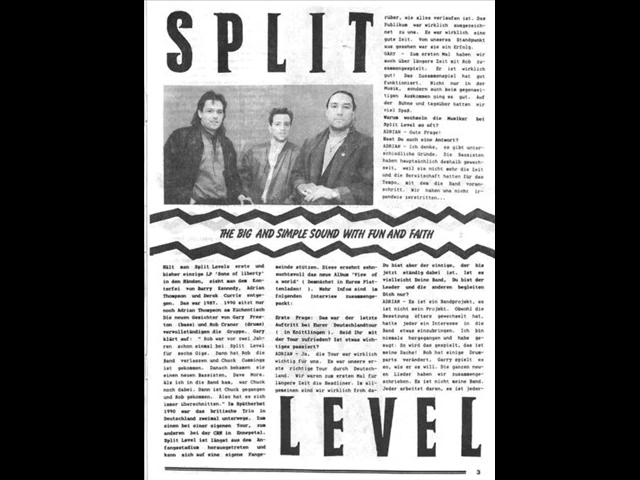 SPLIT
rüber, wie alles verlaufen ist. Das
Publikum war wirklich ausgezeich-
net zu uns. Es war wirklich eine
gute Zeit. Von unserem Standpunkt
aus gesehen war sie ein Erfolg.
GARY - Zum ersten Mal haben wir
auch über längere Zeit mit Rob zu-
sammengespielt. Er ist wirklich
gut! Das Zusammenspiel hat gut
funktioniert. Nicht nur in der
Musik, sondern auch beim gegensei-
tigen Auskommen ging es gut. Auf
der Bühne und tagsüber hatten wir
viel Spaß.
Warum wechseln die Musiker bei
Split Level so oft?
ADRIAN - Gute Frage!
Hast Du auch eine Antwort?
ADRIAN - Ich denke, es gibt unter-
schiedliche Gründe. Die Bassisten
haben hauptsächlich deshalb gewech-
selt, weil sie nicht mehr die Zeit
und die Bereitschaft hatten für das
Tempo, mit dem die Band voran-
schritt. Wir haben uns nicht ir-
gendwie zerstritten...
THE BIG AND SIMPLE SOUND WITH FUN AND FAITH
Hält man Split Levels erste und
bisher einzige LP 'Sons of liberty'
in den Händen, sieht man dem Kon-
terfei von Barry Kennedy, Adrian
Thompson und Derek Currie entge-
gen. Das war 1987. 1990 sitzt nur
noch Adrian Thompson am Küchentisch
Die neuen Gesichter von Gary Pres-
ton (bass) und Rob Craner (drums)
vervollständigen die Gruppe. Gary
klärt auf: " Rob war vor zwei Jah-
ren schon einmal bei Split Level
für sechs Gigs. Dann hat Rob die
Band verlassen und Chuck Cummings
ist gekommen. Danach bekamen sie
einen neuen Bassisten, Dave More.
Als ich in die Band kam, war Chuck
noch dabei. Dann ist Chuck gegangen
und Rob gekommen. Also hat es sich
immer überschnitten." Im Spätherbst
1990 war das britische Trio in
Deutschland zweimal unterwegs. Zum
einen bei einer eigenen Tour, zum
anderen bei der CRN in Ennepetal.
Split Level ist längst aus dem An-
fangsstadium herausgetreten und
kann sich auf eine eigene Fange-
meinde stützen. Diese ersehnt sehn-
suchtsvoll das neue Album 'View of
a world' ( Demnächst in Eurem Plat-
tenladen! ). Mehr Infos sind im
folgenden Interview zusammenge-
packt:
Erste Frage: Das war der letzte
Auftritt bei Eurer Deutschlandtour
( in Knittlingen ). Seid Ihr mit
der Tour zufrieden? Ist etwas wich-
tiges passiert?
ADRIAN - Ja, die Tour war wirklich
wichtig für uns. Es war unsere er-
ste richtige Tour durch Deutsch-
land. Wir waren zum ersten Mal für
längere Zeit die Headliner. Im all-
gemeinen sind wir wirklich froh da-
Du bist aber der einzige, der bis
jetzt ständig dabei ist. Ist es
vielleicht Deine Band, Du bist der
Leader und die anderen begleiten
Dich nur?
ADRIAN - Es ist ein Bandprojekt, es
ist nicht mein Projekt. Obwohl die
Besetzung öfters gewechselt hat,
hatte jeder ein Interesse in die
Band etwas einzubringen. Ich bin
niemals hergegangen und habe ge-
sagt: So wird das gespielt, das ist
meine Sache! Rob hat einige Drum-
parts verändert. Garry spielt es
so, wie er es will. Die ganzen neu-
en Lieder haben wir zusammenge-
schrieben. Es ist nicht meine Band.
Jeder arbeitet daran, es ist jeder-
LEVEL
3